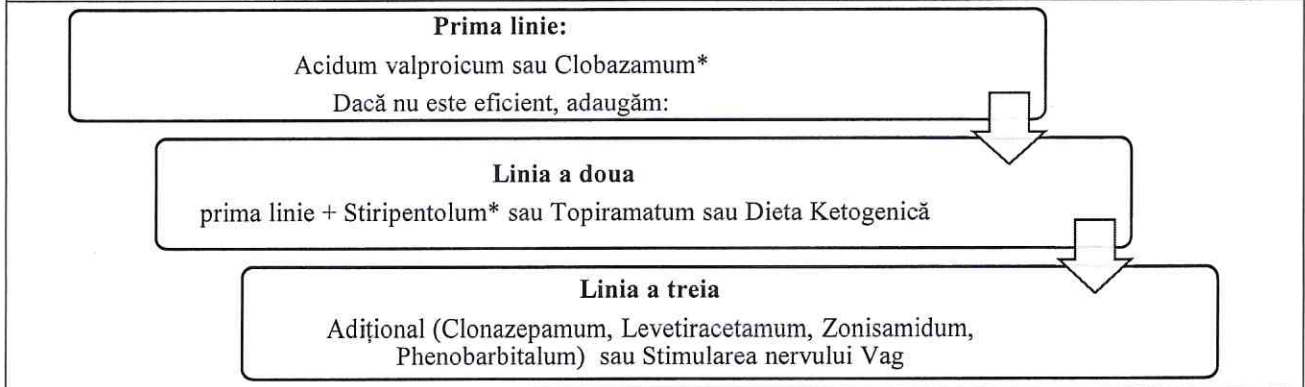 Prima linie:
Acidum valproicum sau Clobazamum*
Dacă nu este eficient, adaugăm:
Linia a doua
prima linie + Stiripentolum* sau Topiramatum sau Dieta Ketogenică
Linia a treia
Adițional (Clonazepamum, Levetiracetamum, Zonisamidum,
Phenobarbitalum) sau Stimularea nervului Vag